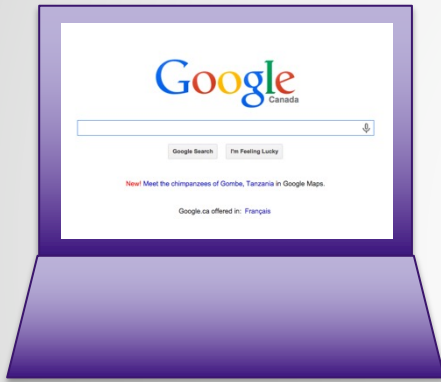 Google
Canada
Google Search I'm Feeling Lucky
New! Meet the chimpanzees of Gombe, Tanzania in Google Maps.
Google.ca offered in: Français